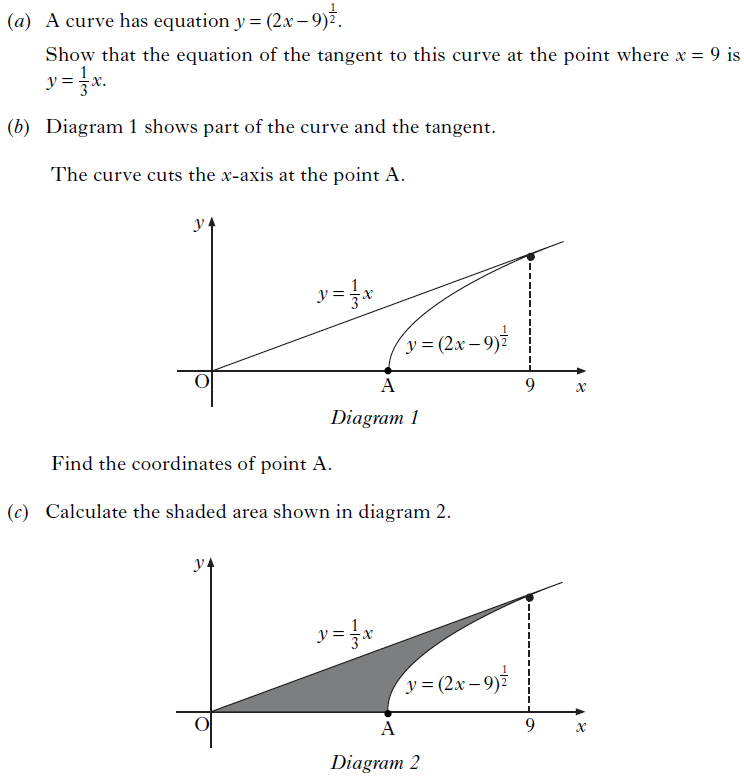 (a) A curve has equation y = (2x – 9)^{1/2}.
Show that the equation of the tangent to this curve at the point where x = 9 is
y = \frac{1}{3}x.
(b) Diagram 1 shows part of the curve and the tangent.
The curve cuts the x-axis at the point A.
y
y = \frac{1}{3}x
y = (2x – 9)^{1/2}
O A 9 x
Diagram 1
Find the coordinates of point A.
(c) Calculate the shaded area shown in diagram 2.
y
y = \frac{1}{3}x
y = (2x – 9)^{1/2}
O A 9 x
Diagram 2